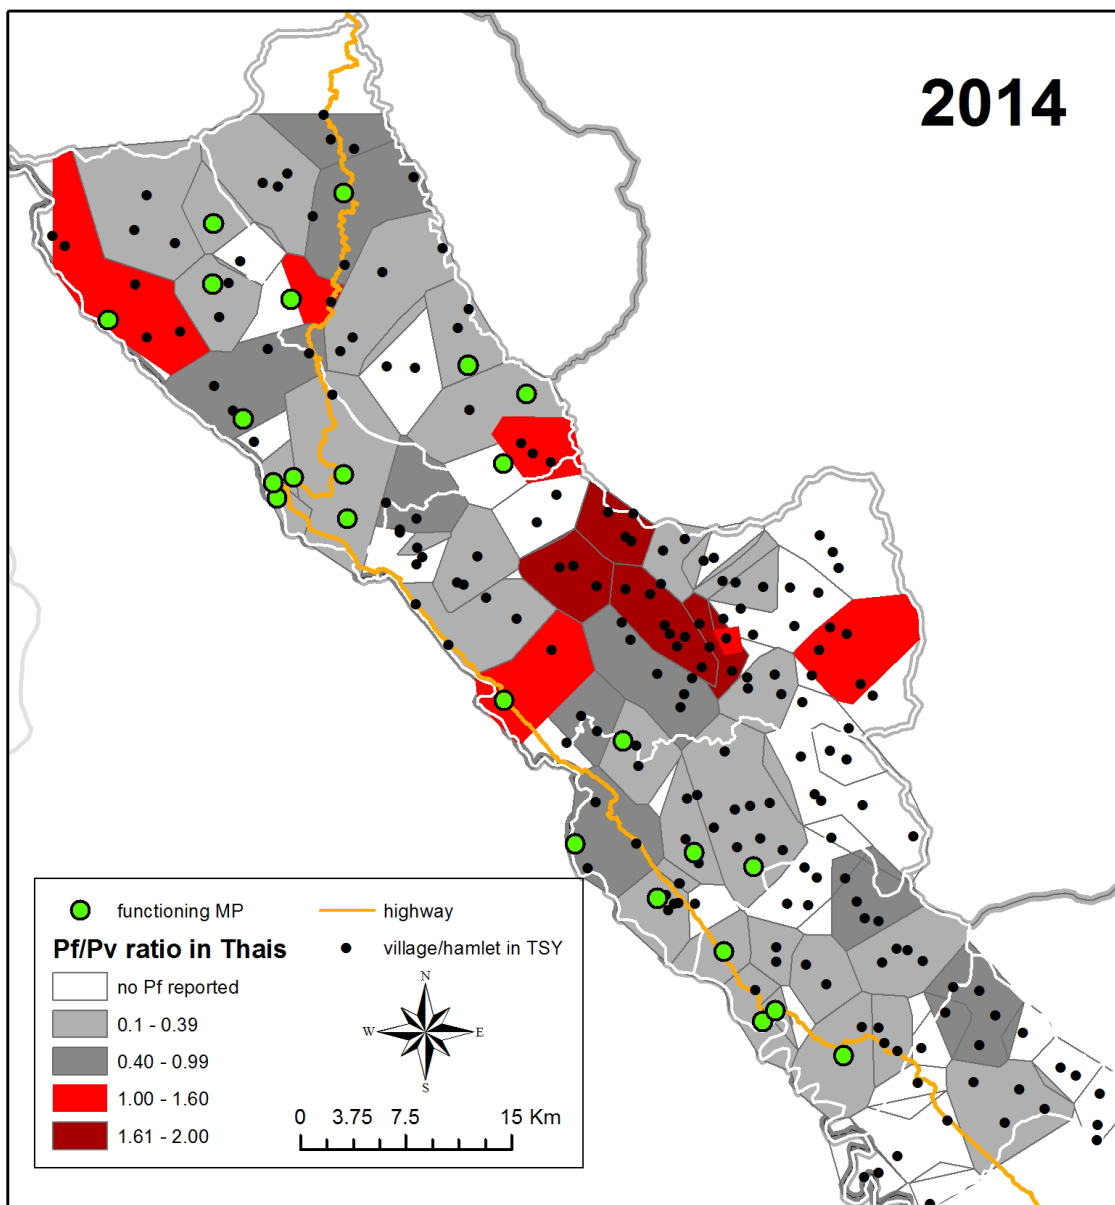 2014
functioning MP
highway
Pf/Pv ratio in Thais
village/hamlet in TSY
no Pf reported
0.1 - 0.39
0.40 - 0.99
1.00 - 1.60
1.61 - 2.00
N
W
E
S
0 3.75 7.5 15 Km